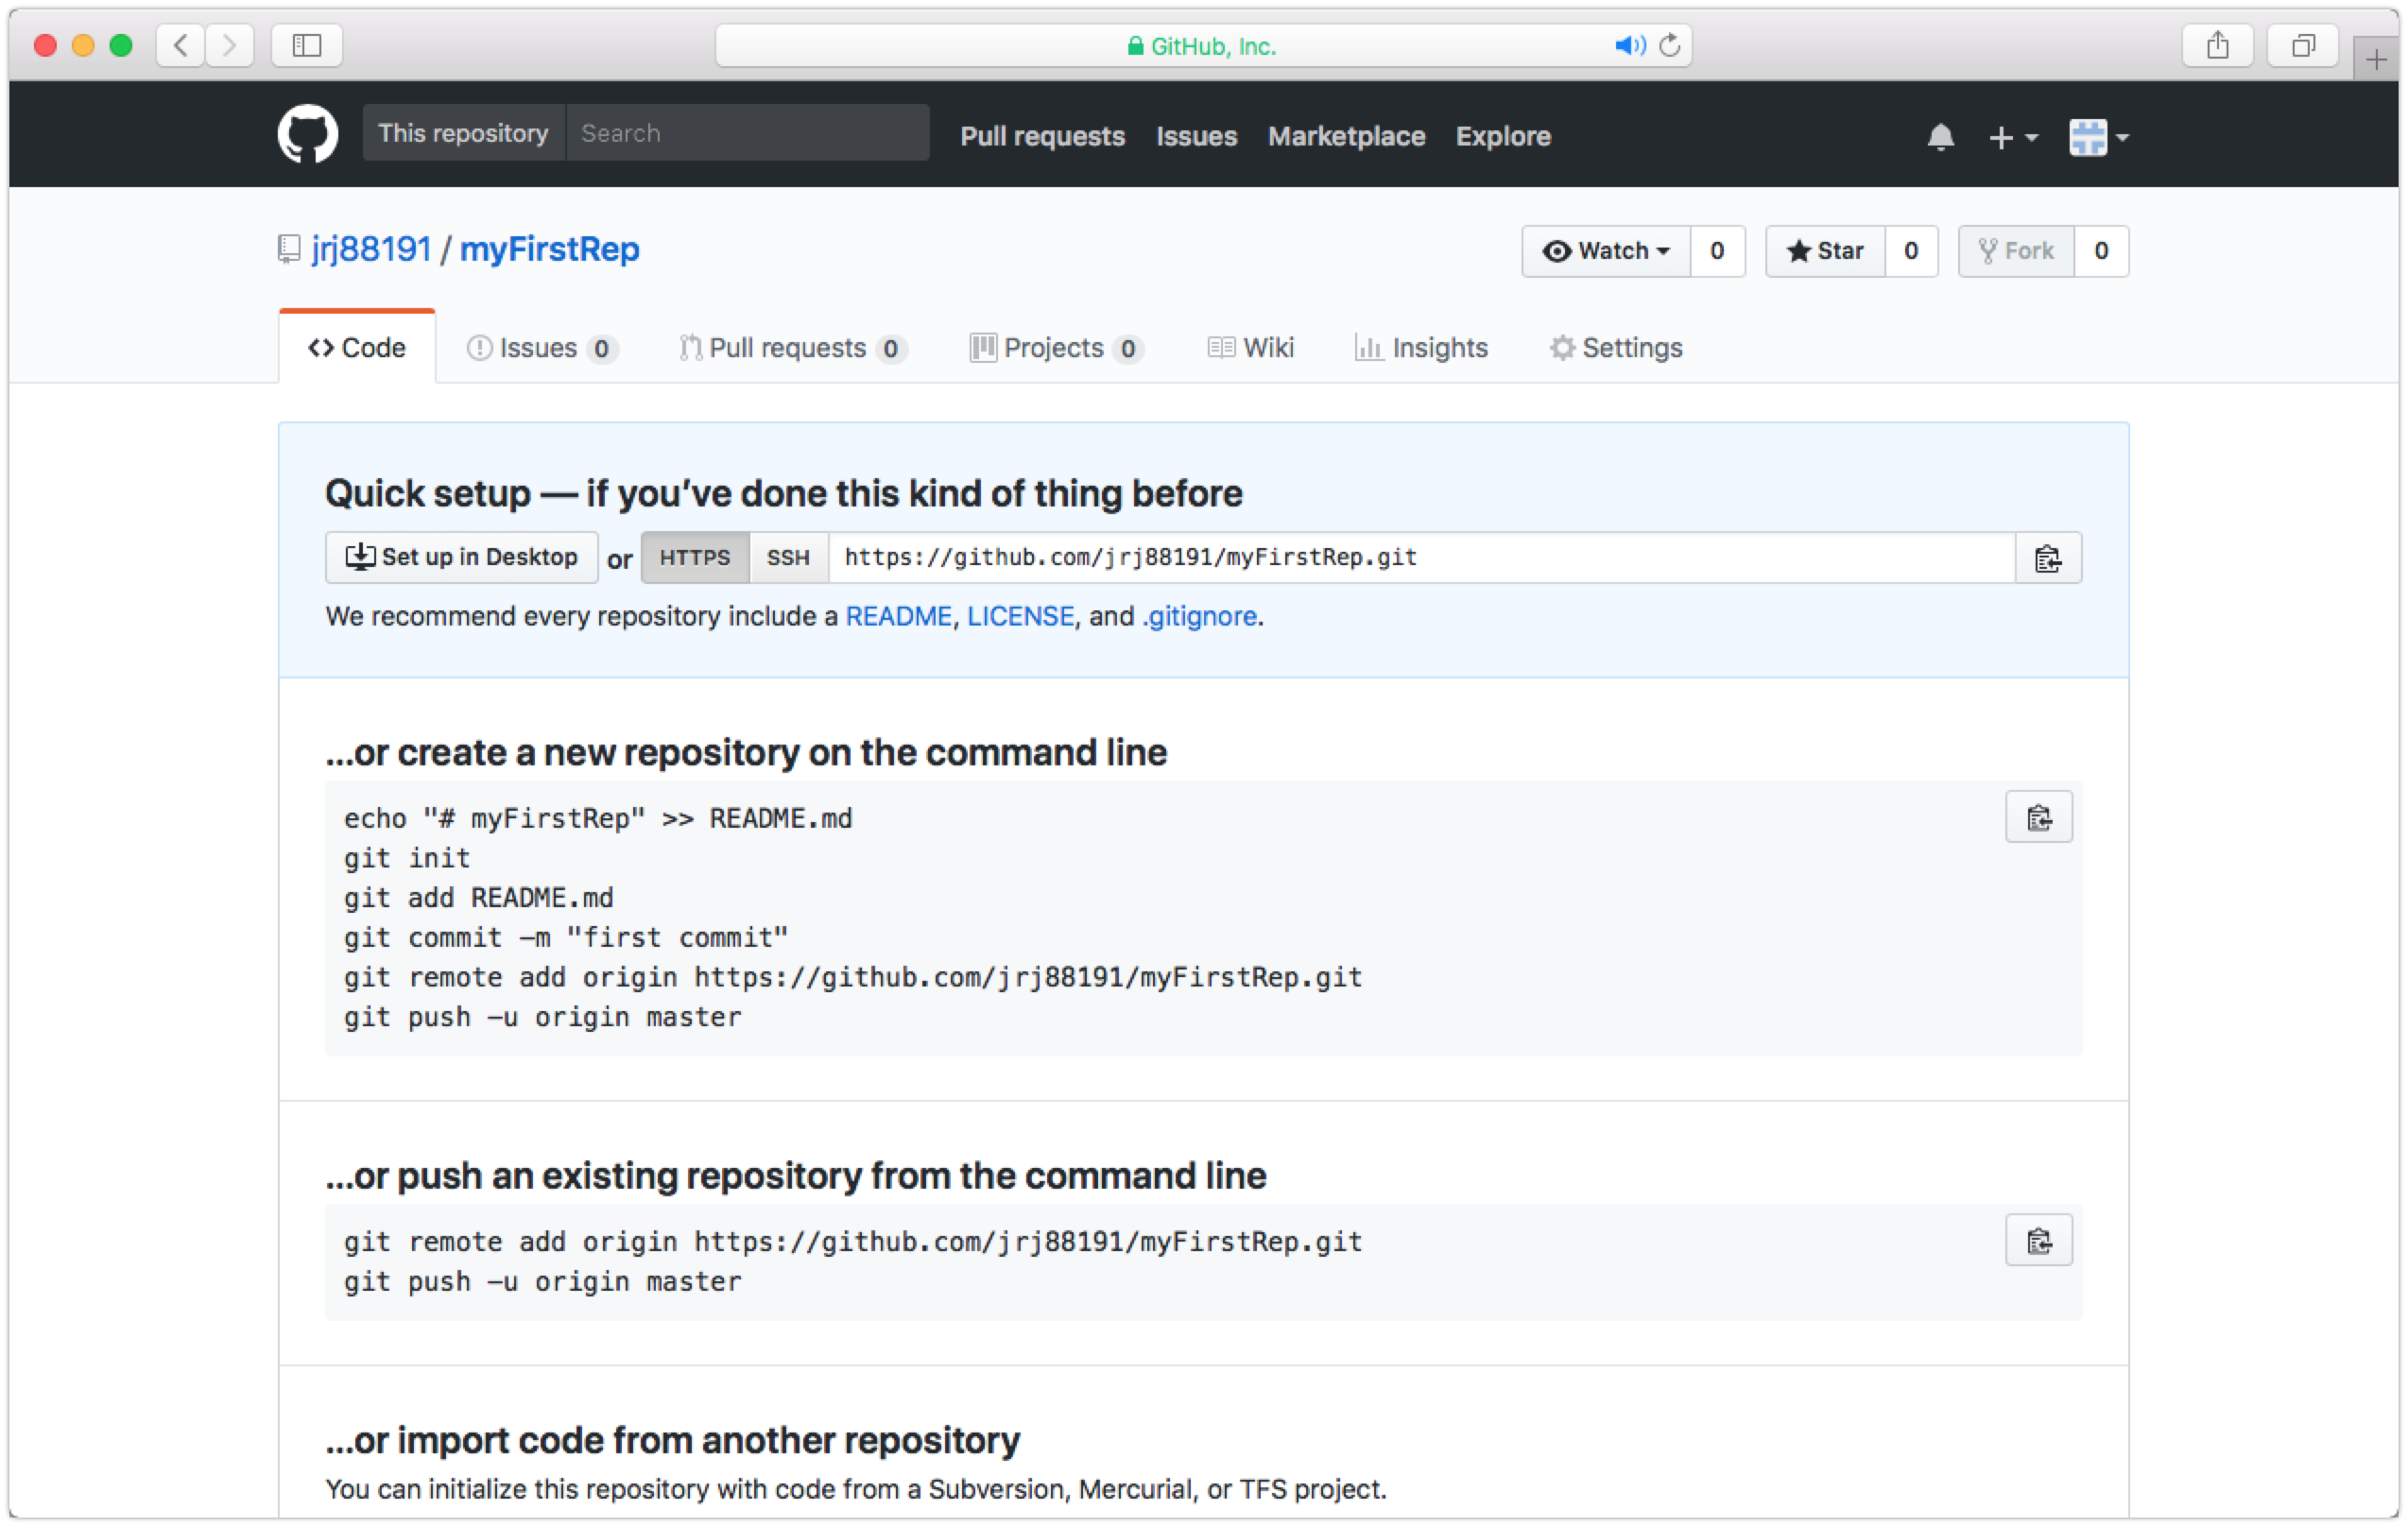 GitHub, Inc.
This repository Search Pull requests Issues Marketplace Explore
jrj88191 / myFirstRep Watch 0 Star 0 Fork 0
Code Issues 0 Pull requests 0 Projects 0 Wiki Insights Settings
Quick setup — if you’ve done this kind of thing before
Set up in Desktop or HTTPS SSH https://github.com/jrj88191/myFirstRep.git
We recommend every repository include a README, LICENSE, and .gitignore.
…or create a new repository on the command line
echo "# myFirstRep" >> README.md
git init
git add README.md
git commit -m "first commit"
git remote add origin https://github.com/jrj88191/myFirstRep.git
git push -u origin master
…or push an existing repository from the command line
git remote add origin https://github.com/jrj88191/myFirstRep.git
git push -u origin master
…or import code from another repository
You can initialize this repository with code from a Subversion, Mercurial, or TFS project.